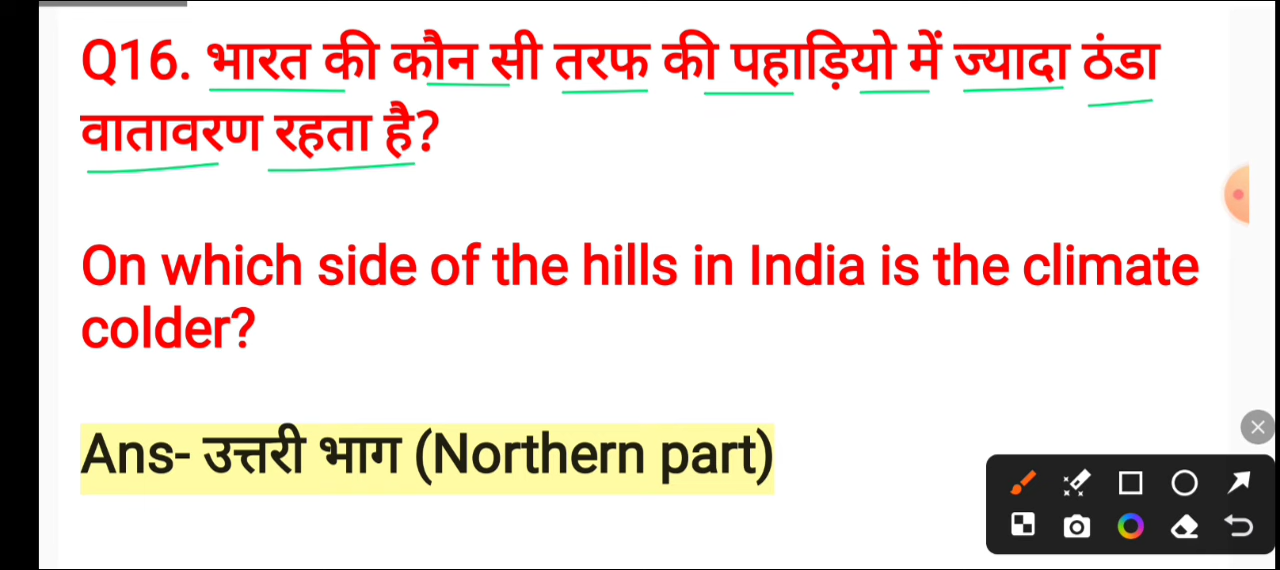 Q16. भारत की कौन सी तरफ की पहाड़ियो में ज्यादा ठंडा
वातावरण रहता है?
On which side of the hills in India is the climate
colder?
Ans- उत्तरी भाग (Northern part)